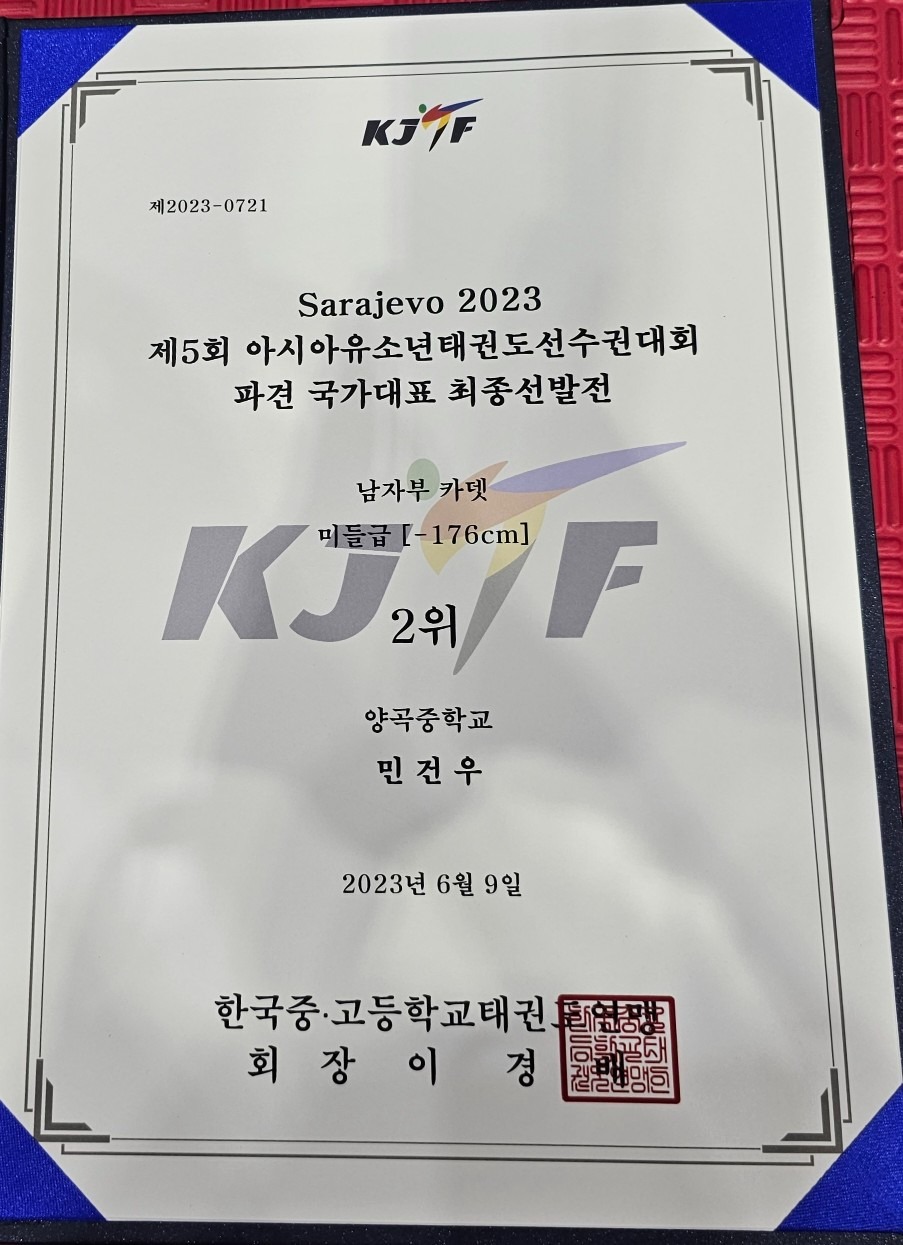 KJTF
제2023-0721
Sarajevo 2023
제5회 아시아유소년태권도선수권대회
파견 국가대표 최종선발전
남자부 카뎃
미들급 [-176cm]
KJTF
2위
양곡중학교
민 건 우
2023년 6월 9일
한국중·고등학교태권도연맹
회 장 이 경 배